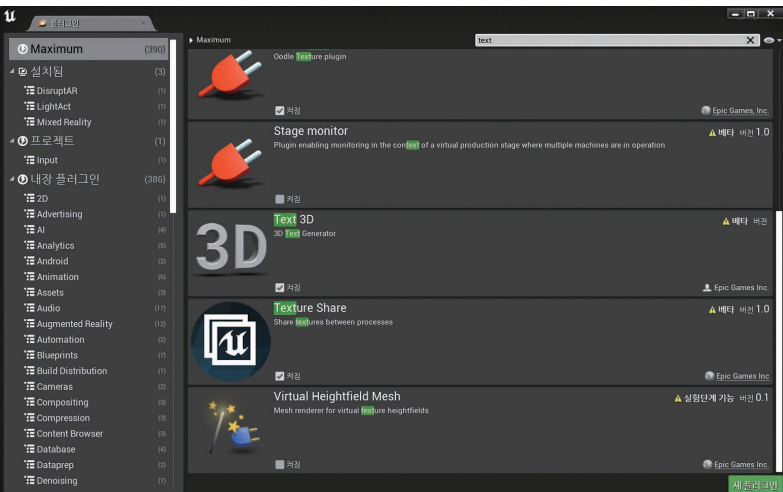 플러그인
Maximum (390)
설치됨 (3)
DisruptAR (1)
LightAct (1)
Mixed Reality (1)
프로젝트 (1)
Input (1)
내장 플러그인 (386)
2D (1)
Advertising (1)
AI (4)
Analytics (5)
Android (2)
Animation (6)
Assets (3)
Audio (17)
Augmented Reality (12)
Automation (2)
Blueprints (7)
Build Distribution (1)
Cameras (2)
Compositing (3)
Compression (3)
Content Browser (3)
Database (4)
Dataprep (2)
Denoising (1)
Maximum
text
Oodle Texture plugin
켜짐
Epic Games, Inc.
Stage monitor
베타 버전 1.0
Plugin enabling monitoring in the context of a virtual production stage where multiple machines are in operation
켜짐
3D
Text 3D
베타 버전
3D Text Generator
켜짐
Epic Games Inc.
Texture Share
베타 버전 1.0
Share textures between processes
켜짐
Epic Games Inc
Virtual Heightfield Mesh
실험단계 기능 버전 0.1
Mesh renderer for virtual texture heightfields
켜짐
Epic Games Inc.
새 플러그인